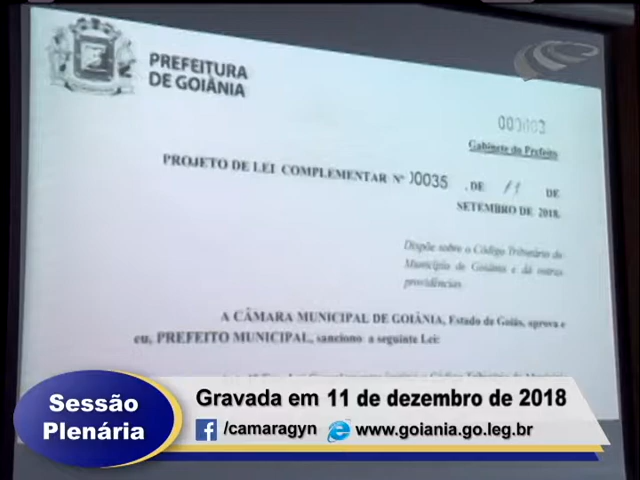 PREFEITURA
DE GOIÂNIA
Gabinete do Prefeito
PROJETO DE LEI COMPLEMENTAR Nº 00035 , DE 11 DE
SETEMBRO DE 2018.
Dispõe sobre o Código Tributário do
Município de Goiânia e dá outras
providências.
A CÂMARA MUNICIPAL DE GOIÂNIA, Estado de Goiás, aprova e
eu, PREFEITO MUNICIPAL, sanciono a seguinte Lei:
Sessão
Plenária
Gravada em 11 de dezembro de 2018
/camaragyn www.goiania.go.leg.br